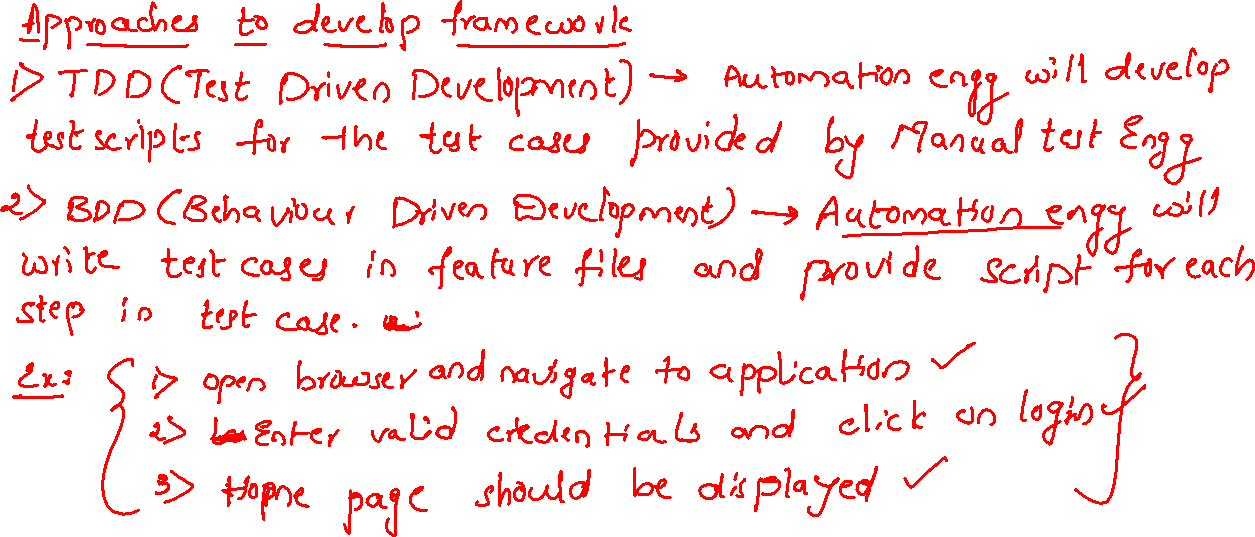 Approaches to develop framework
1> TDD (Test Driven Development) → Automation engg will develop
test scripts for the test cases provided by Manual test Engg
2> BDD (Behaviour Driven Development) → Automation engg will
write test cases in feature files and provide script for each
step in test case.
Ex: { 1> open browser and navigate to application ✓
2> Enter valid credentials and click on login ✓ }
3> Home page should be displayed ✓